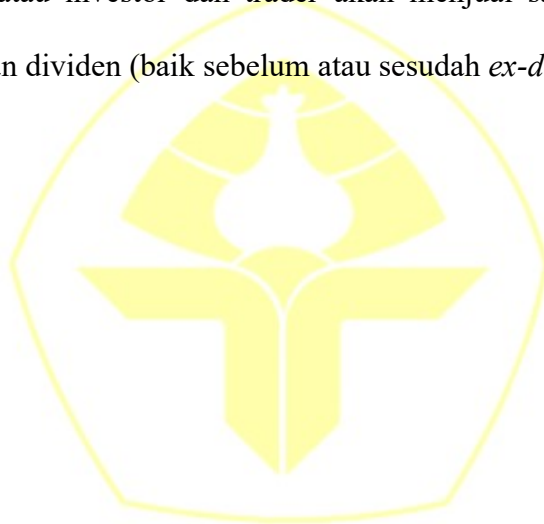 atau investor dan trader akan menjual
dividen (baik sebelum atau sesudah